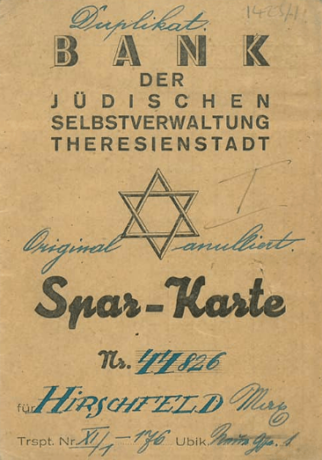 Duplikat.
BANK
DER
JÜDISCHEN
SELBSTVERWALTUNG
THERESIENSTADT
Original anulliert.
Spar-Karte
Nr. 44826
für HIRSCHFELD
Trspt. Nr. XI/1-176 Ubik.